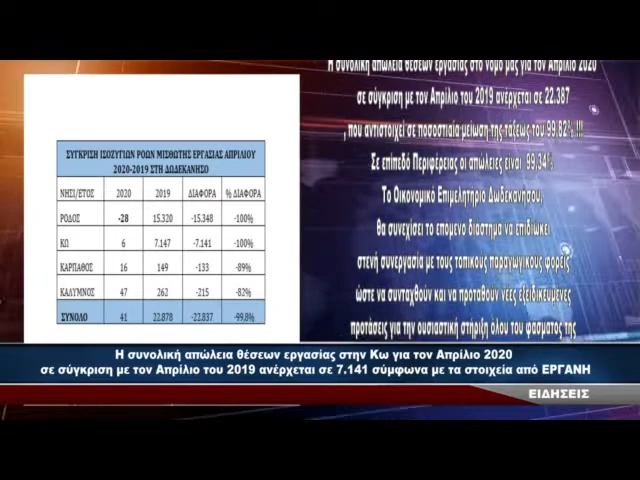 ΣΥΓΚΡΙΣΗ ΙΣΟΖΥΓΙΩΝ ΡΟΩΝ ΜΙΣΘΩΤΗΣ ΕΡΓΑΣΙΑΣ ΑΠΡΙΛΙΟΥ
2020-2019 ΣΤΗ ΔΩΔΕΚΑΝΗΣΟ
ΝΗΣΙ/ΕΤΟΣ 2020 2019 ΔΙΑΦΟΡΑ % ΔΙΑΦΟΡΑ
ΡΟΔΟΣ -28 15.320 -15.348 -100%
ΚΩ 6 7.147 -7.141 -100%
ΚΑΡΠΑΘΟΣ 16 149 -133 -89%
ΚΑΛΥΜΝΟΣ 47 262 -215 -82%
ΣΥΝΟΛΟ 41 22.878 -22.837 -99,8%
Η συνολική απώλεια θέσεων εργασίας στο νομό μας για τον Απρίλιο 2020
σε σύγκριση με τον Απρίλιο του 2019 ανέρχεται σε 22.387
, που αντιστοιχεί σε ποσοστιαία μείωση της τάξεως του 99.82% !!!
Σε επίπεδό Περιφέρειας οι απώλειες είναι 99.34%
Το Οικονομικό Επιμελητήριο Δωδεκανήσου,
θα συνεχίσει το επομενο διαστημα να επιδιώκει
στενή συνεργασία με τους τοπικους παραγωγικους φορείς
ώστε να συνταχθούν και να προταθούν νέες εξειδικευμένες
προτάσεις για την ουσιαστική στήριξη όλου του φασματος της
Η συνολική απώλεια θέσεων εργασίας στην Κω για τον Απρίλιο 2020
σε σύγκριση με τον Απρίλιο του 2019 ανέρχεται σε 7.141 σύμφωνα με τα στοιχεία από ΕΡΓΑΝΗ
ΕΙΔΗΣΕΙΣ